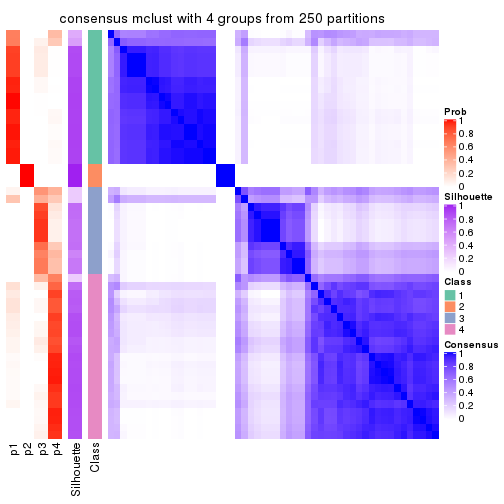 consensus mclust with 4 groups from 250 partitions
Prob
1
0.8
0.6
0.4
0.2
0
Silhouette
1
0.8
0.6
0.4
0.2
0
Class
1
2
3
4
Consensus
1
0.8
0.6
0.4
0.2
0
p1
p2
p3
p4
Silhouette
Class